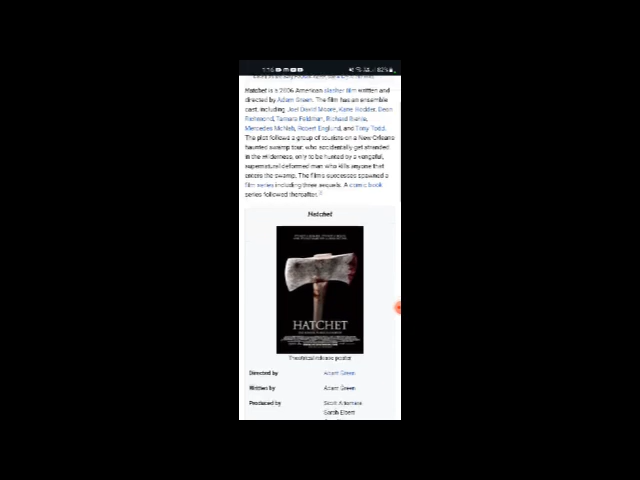 Hatchet is a 2006 American slasher film written and
directed by Adam Green. The film has an ensemble
cast, including Joel David Moore, Kane Hodder, Deon
Richmond, Tamara Feldman, Richard Riehle,
Mercedes McNab, Robert Englund, and Tony Todd.
The plot follows a group of tourists on a New Orleans
haunted swamp tour who accidentally get stranded
in the wilderness, only to be hunted by a vengeful,
supernatural deformed man who kills anyone that
enters the swamp. The film's successes spawned a
film series including three sequels. A comic book
series followed thereafter.
Hatchet
HATCHET
Theatrical release poster
Directed by Adam Green
Written by Adam Green
Produced by Scott Altomare
Sarah Elbert